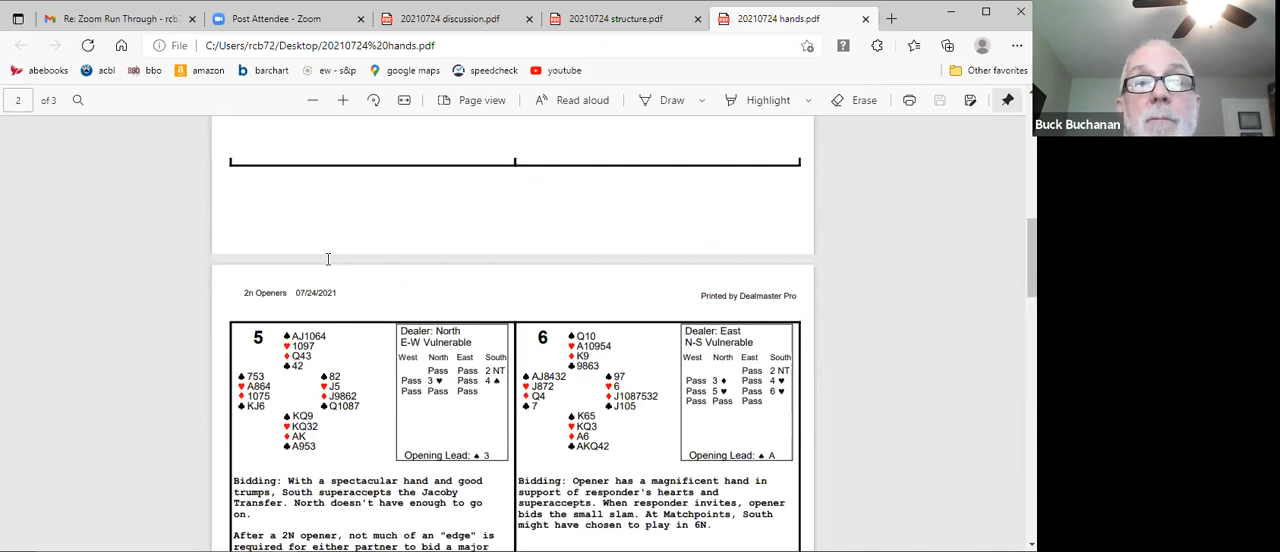 Re: Zoom Run Through - rcb7
Post Attendee - Zoom
20210724 discussion.pdf
20210724 structure.pdf
20210724 hands.pdf
File
C:/Users/rcb72/Desktop/20210724%20hands.pdf
abebooks
acbl
bbo
amazon
barchart
ew - s&p
google maps
speedcheck
youtube
Other favorites
2 of 3
Page view
Read aloud
Draw
Highlight
Erase
Buck Buchanan
2n Openers 07/24/2021
Printed by Dealmaster Pro
5
♠ AJ1064
♥ 1097
♦ Q43
♣ 42
♠ 753 ♠ 82
♥ A864 ♥ J5
♦ 1075 ♦ J9862
♣ KJ6 ♣ Q1087
♠ KQ9
♥ KQ32
♦ AK
♣ A953
Dealer: North
E-W Vulnerable
West North East South
Pass Pass 2 NT
Pass 3 ♥ Pass 4 ♠
Pass Pass Pass
Opening Lead: ♠ 3
Bidding: With a spectacular hand and good
trumps, South superaccepts the Jacoby
Transfer. North doesn't have enough to go
on.
After a 2N opener, not much of an "edge" is
required for either partner to bid a major
6
♠ Q10
♥ A10954
♦ K9
♣ 9863
♠ AJ8432 ♠ 97
♥ J872 ♥ 6
♦ Q4 ♦ J1087532
♣ 7 ♣ J105
♠ K65
♥ KQ3
♦ A6
♣ AKQ42
Dealer: East
N-S Vulnerable
West North East South
Pass 2 NT
Pass 3 ♦ Pass 4 ♥
Pass 5 ♥ Pass 6 ♥
Pass Pass Pass
Opening Lead: ♠ A
Bidding: Opener has a magnificent hand in
support of responder's hearts and
superaccepts. When responder invites, opener
bids the small slam. At Matchpoints, South
might have chosen to play in 6N.